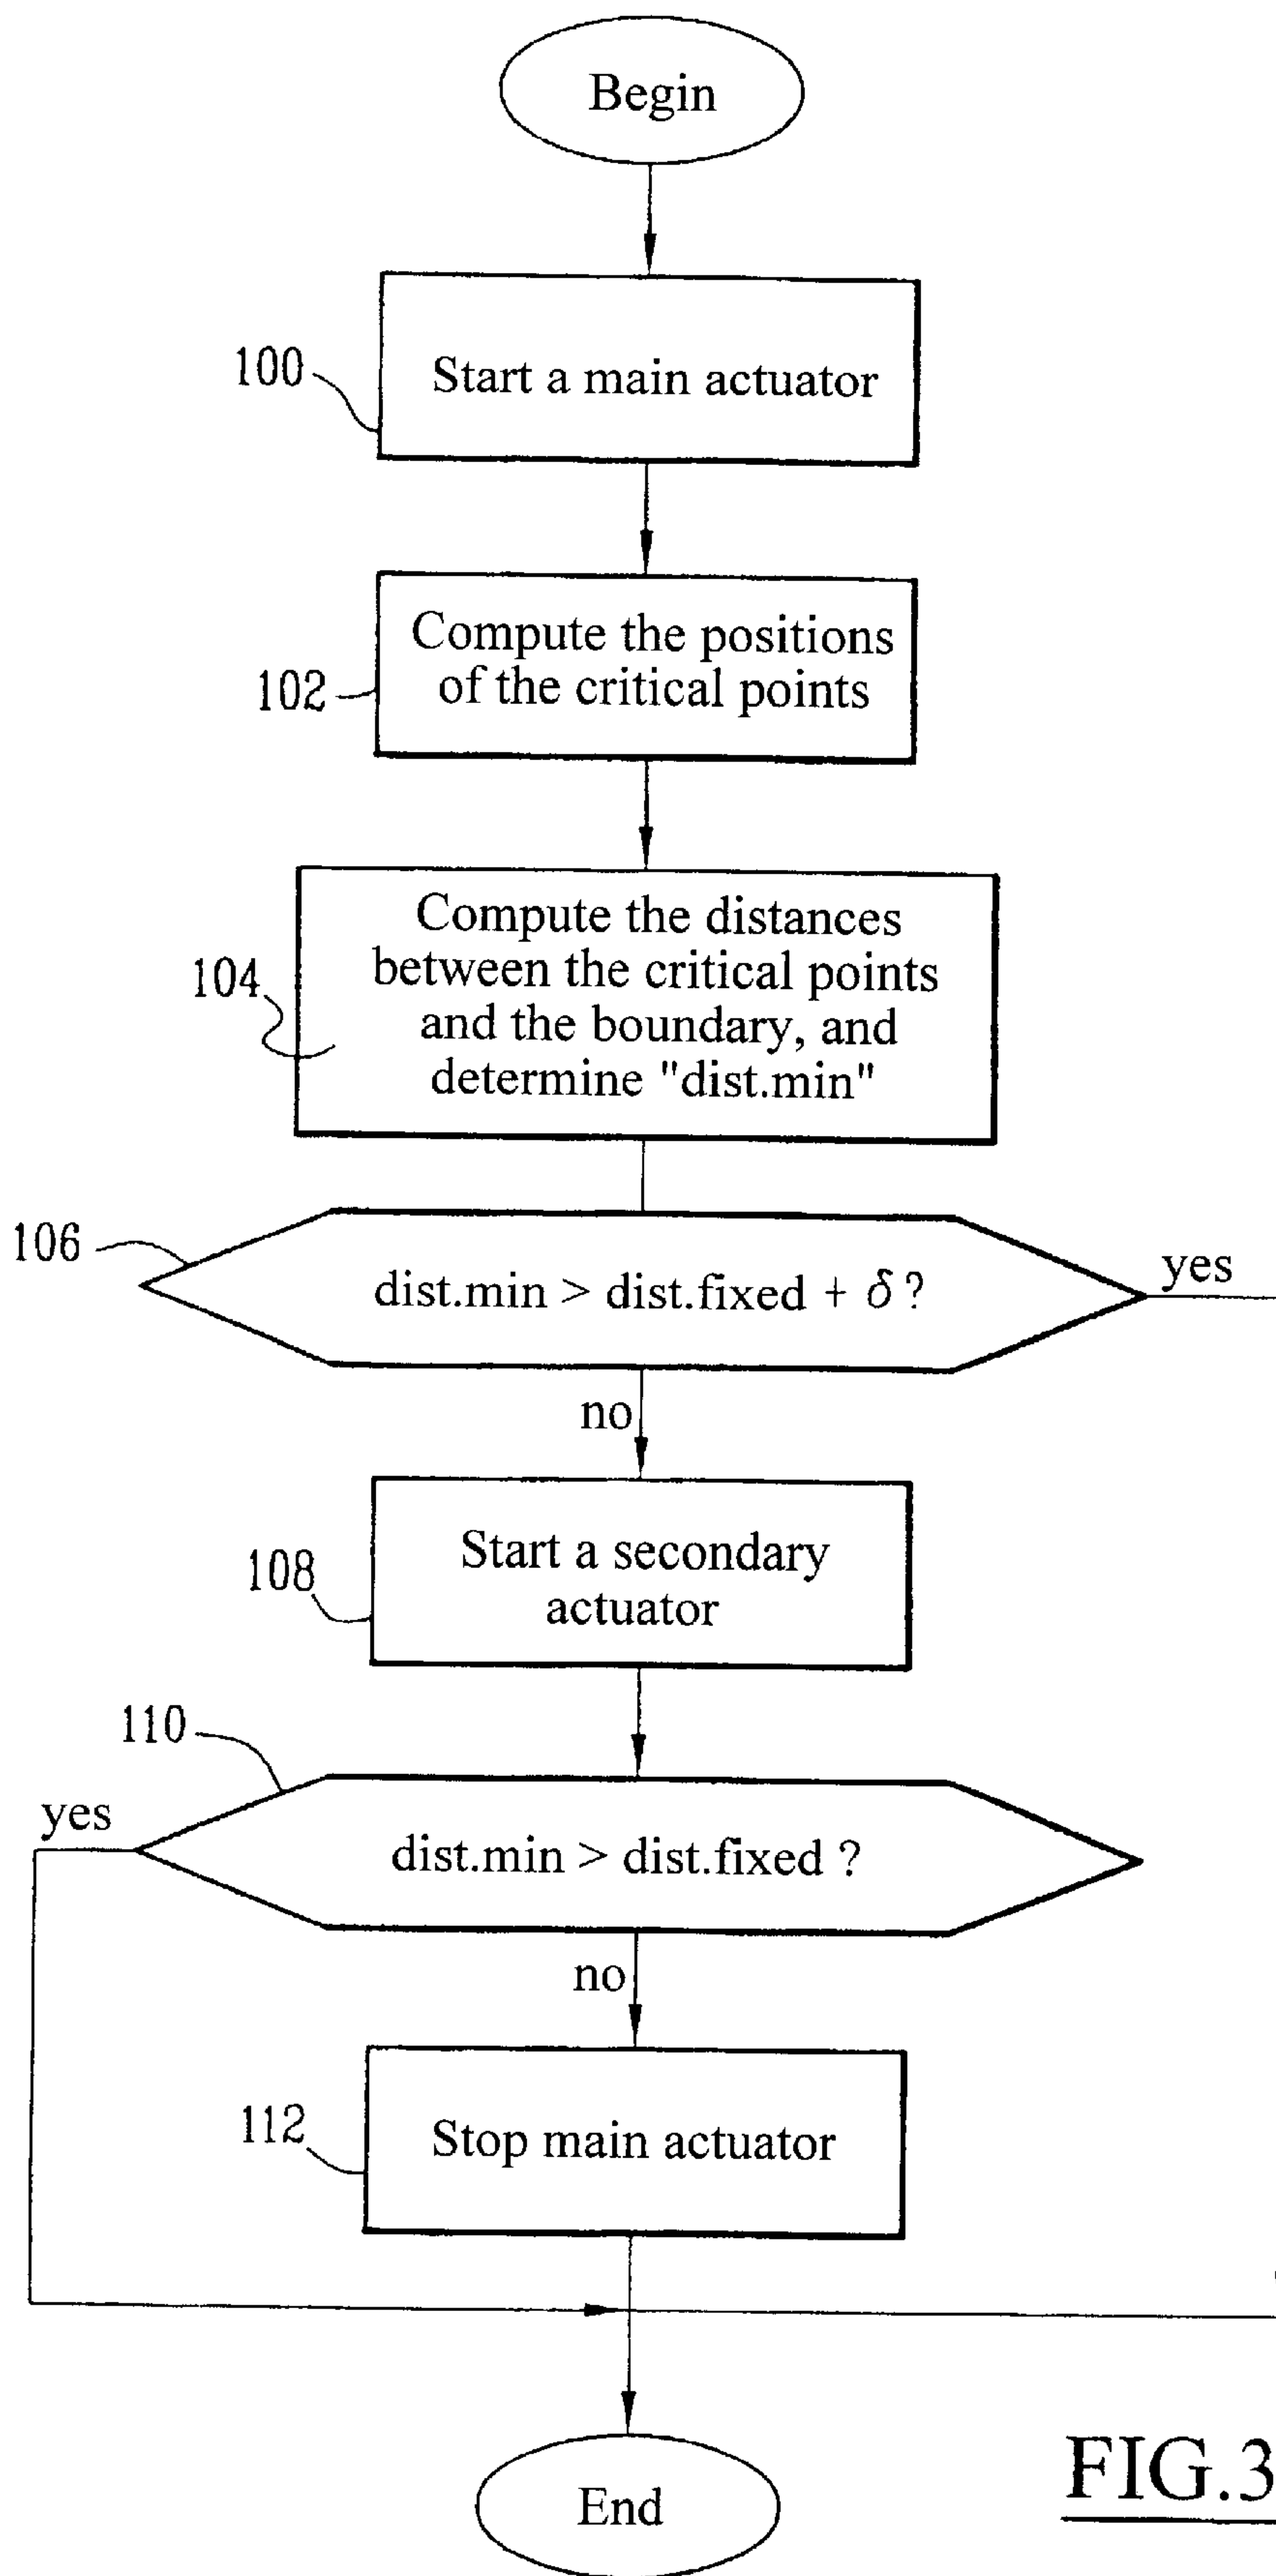 Begin
100
Start a main actuator
Compute the positions
of the critical points
102
Compute the distances
between the critical points
and the boundary, and
determine "dist.min"
104
106
dist.min > dist.fixed + δ ?
yes
no
Start a secondary
actuator
108
110
yes
dist.min > dist.fixed ?
no
112
Stop main actuator
End
FIG.3